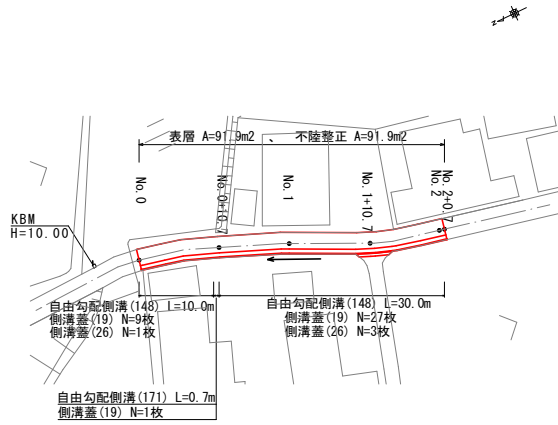 表層 A=91.9m2 、 不陸整正 A=91.9m2
No.0
No.0+10.7
No.1
No.1+10.7
No.2
No.2+0.7
KBM
H=10.00
自由勾配側溝(148) L=10.0m
側溝蓋(19) N=9枚
側溝蓋(26) N=1枚
自由勾配側溝(148) L=30.0m
側溝蓋(19) N=27枚
側溝蓋(26) N=3枚
自由勾配側溝(171) L=0.7m
側溝蓋(19) N=1枚